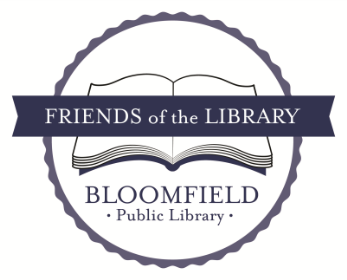 FRIENDS of the LIBRARY
BLOOMFIELD
• Public Library •